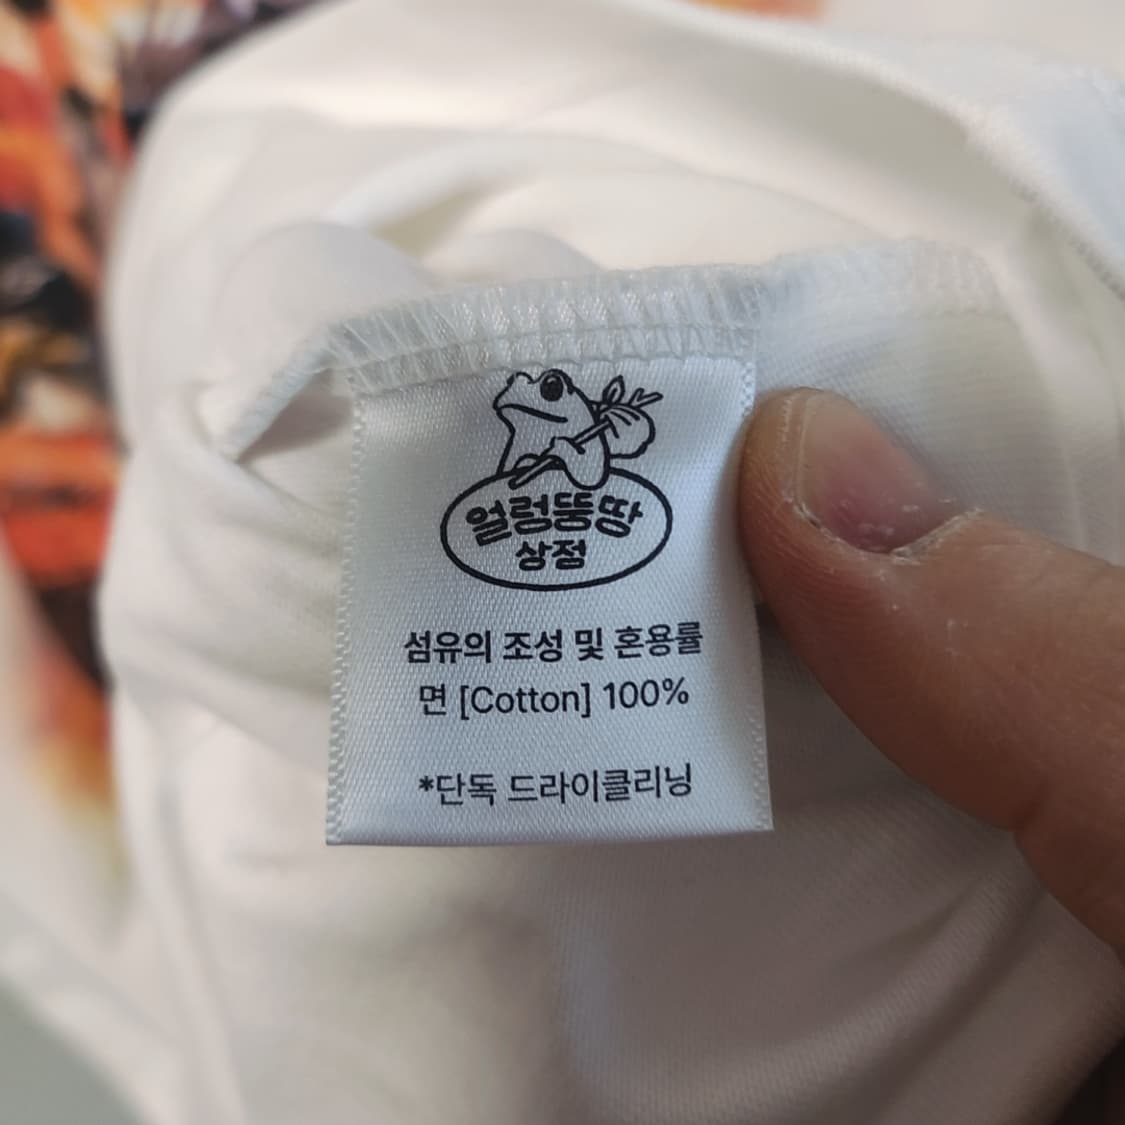 얼렁뚱땅
상점
섬유의 조성 및 혼용률
면 [Cotton] 100%
*단독 드라이클리닝